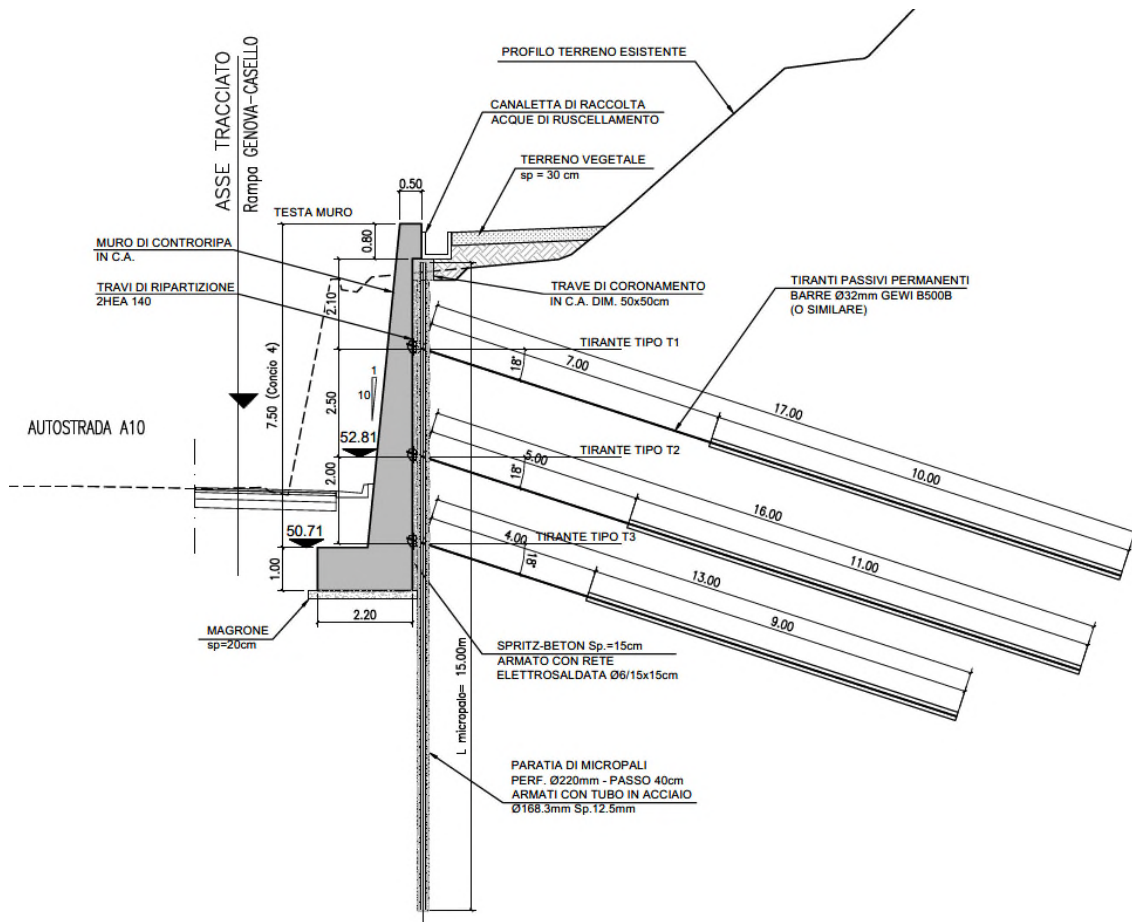 ASSE TRACCIATO
Rampa GENOVA-CASELLO
PROFILO TERRENO ESISTENTE
CANALETTA DI RACCOLTA
ACQUE DI RUSCELLAMENTO
TERRENO VEGETALE
sp = 30 cm
0.50
TESTA MURO
0.80
MURO DI CONTRORIPA
IN C.A.
TRAVI DI RIPARTIZIONE
2HEA 140
2.10
TRAVE DI CORONAMENTO
IN C.A. DIM. 50x50cm
TIRANTI PASSIVI PERMANENTI
BARRE Ø32mm GEWI B500B
(O SIMILARE)
TIRANTE TIPO T1
18°
7.00
17.00
10.00
7.50 (Concio 4)
1
10
2.50
AUTOSTRADA A10
52.81
TIRANTE TIPO T2
18°
5.00
16.00
11.00
2.00
50.71
TIRANTE TIPO T3
18°
4.00
13.00
9.00
1.00
2.20
MAGRONE
sp=20cm
SPRITZ-BETON Sp.=15cm
ARMATO CON RETE
ELETTROSALDATA Ø6/15x15cm
L micropalo= 15.00m
PARATIA DI MICROPALI
PERF. Ø220mm - PASSO 40cm
ARMATI CON TUBO IN ACCIAIO
Ø168.3mm Sp.12.5mm